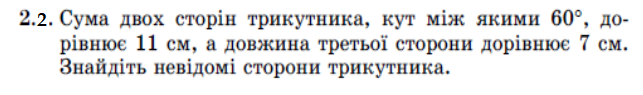 2.2. Сума двох сторін трикутника, кут між якими 60°, до-
рівнює 11 см, а довжина третьої сторони дорівнює 7 см.
Знайдіть невідомі сторони трикутника.